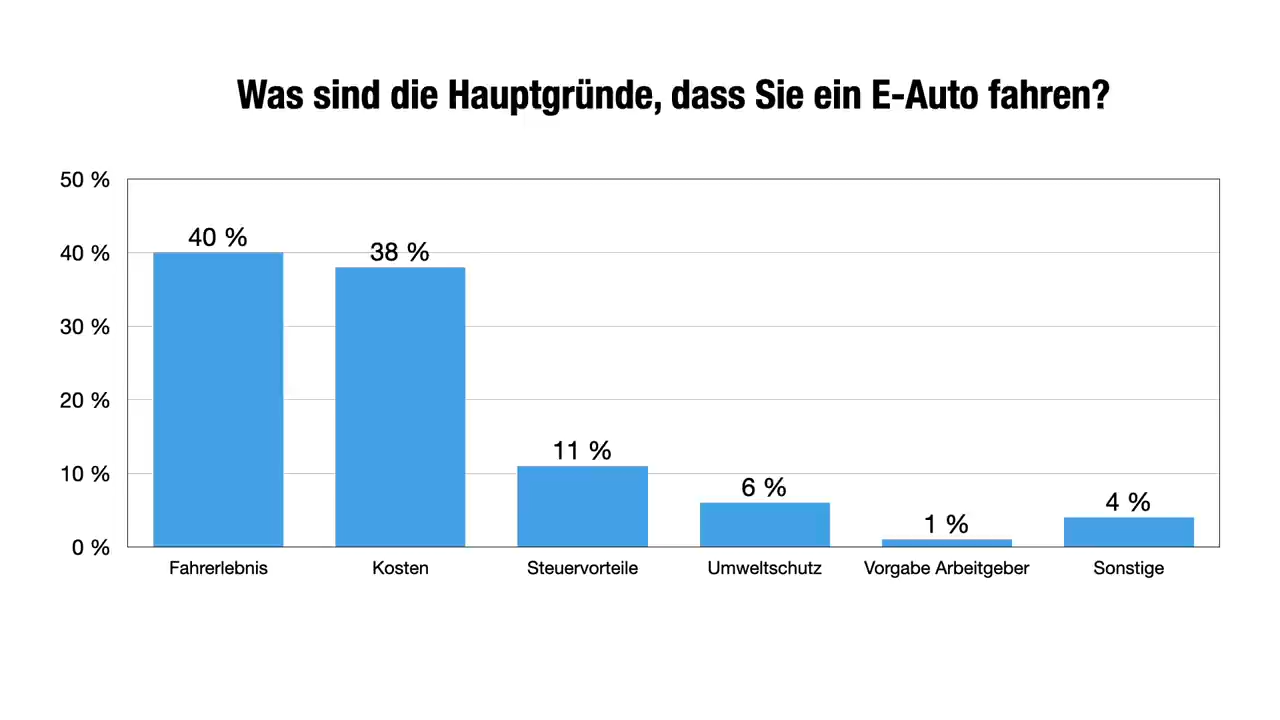 Was sind die Hauptgründe, dass Sie ein E-Auto fahren?
50 %
40 %
30 %
20 %
10 %
0 %
40 %
38 %
11 %
6 %
1 %
4 %
Fahrerlebnis
Kosten
Steuervorteile
Umweltschutz
Vorgabe Arbeitgeber
Sonstige